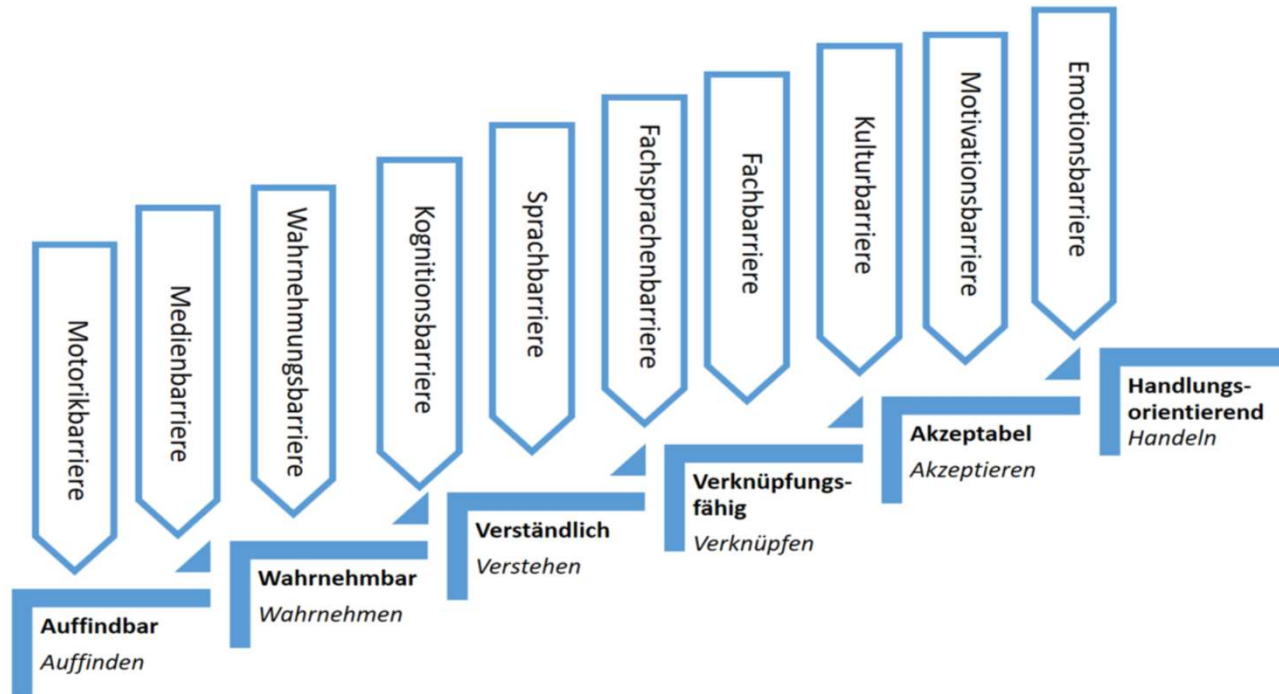 Motorikbarriere
Medienbarriere
Wahrnehmungsbarriere
Kognitionsbarriere
Sprachbarriere
Fachsprachenbarriere
Fachbarriere
Kulturbarriere
Motivationsbarriere
Emotionsbarriere
Auffindbar
Auffinden
Wahrnehmbar
Wahrnehmen
Verständlich
Verstehen
Verknüpfungs-
fähig
Verknüpfen
Akzeptabel
Akzeptieren
Handlungs-
orientierend
Handeln